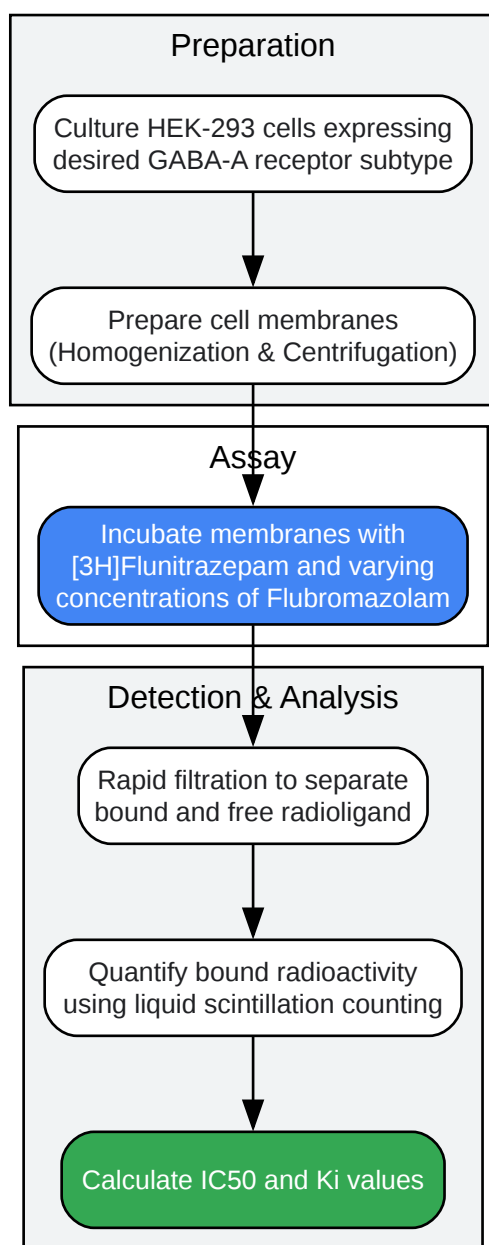 Preparation
Culture HEK-293 cells expressing
desired GABA-A receptor subtype
Prepare cell membranes
(Homogenization & Centrifugation)
Assay
Incubate membranes with
[3H]Flunitrazepam and varying
concentrations of Flubromazolam
Detection & Analysis
Rapid filtration to separate
bound and free radioligand
Quantify bound radioactivity
using liquid scintillation counting
Calculate IC50 and Ki values